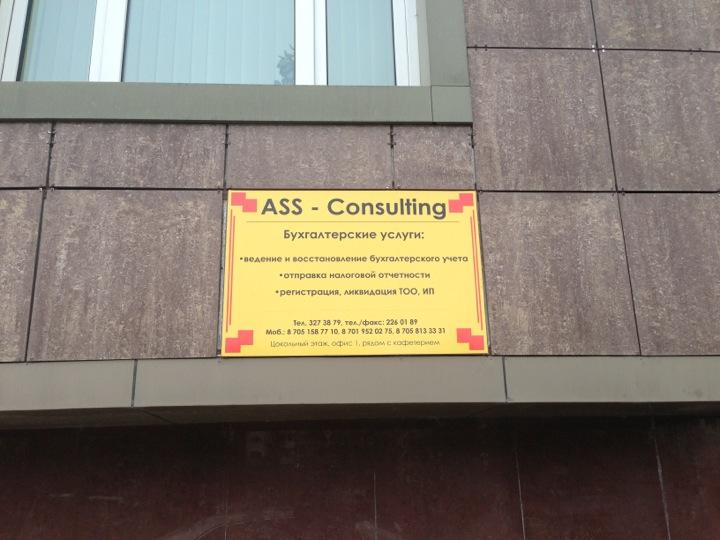 ASS - Consulting
Бухгалтерские услуги:
•ведение и восстановление бухгалтерского учета
•отправка налоговой отчетности
•регистрация, ликвидация ТОО, ИП
Тел. 327 38 79, тел./факс: 226 01 89
Моб.: 8 705 158 77 10, 8 701 952 02 75, 8 705 813 33 31
Цокольный этаж, офис 1, рядом с кафетерием